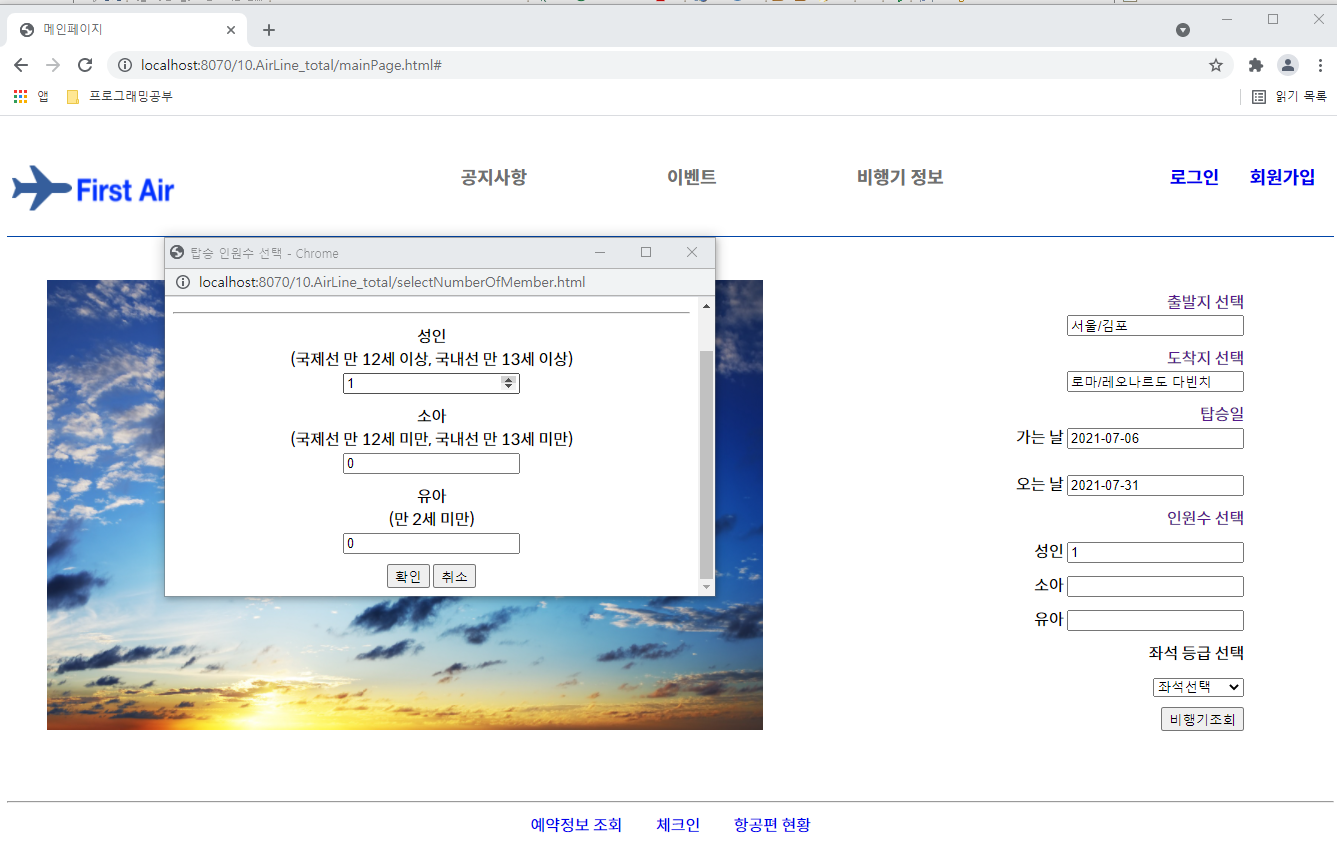 메인페이지
localhost:8070/10.AirLine_total/mainPage.html#
앱 프로그래밍공부 읽기 목록
First Air 공지사항 이벤트 비행기 정보 로그인 회원가입
탑승 인원수 선택 - Chrome
localhost:8070/10.AirLine_total/selectNumberOfMember.html
성인
(국제선 만 12세 이상, 국내선 만 13세 이상)
1
소아
(국제선 만 12세 미만, 국내선 만 13세 미만)
0
유아
(만 2세 미만)
0
확인 취소
출발지 선택
서울/김포
도착지 선택
로마/레오나르도 다빈치
탑승일
가는 날 2021-07-06
오는 날 2021-07-31
인원수 선택
성인 1
소아
유아
좌석 등급 선택
좌석선택
비행기조회
예약정보 조회 체크인 항공편 현황